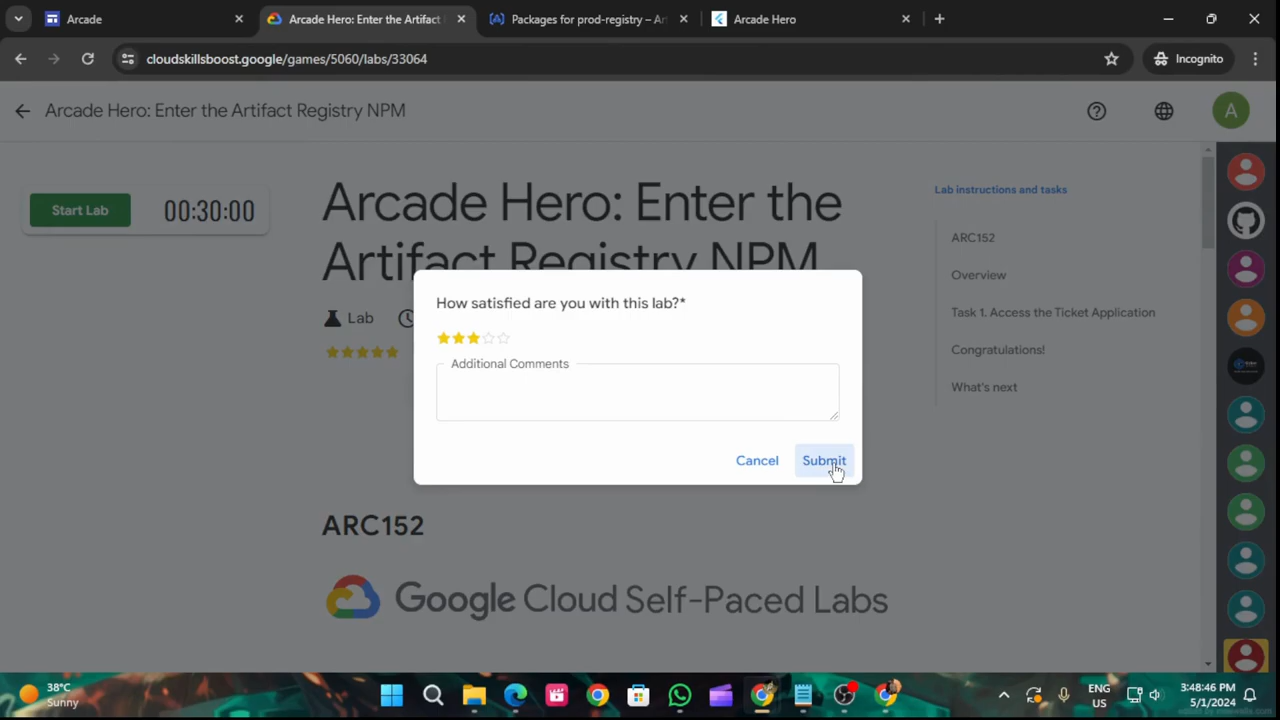 Arcade
Arcade Hero: Enter the Artifact
Packages for prod-registry – Ar
Arcade Hero
cloudskillsboost.google/games/5060/labs/33064
Incognito
Arcade Hero: Enter the Artifact Registry NPM
A
Start Lab
00:30:00
Arcade Hero: Enter the
Artifact Registry NPM
Lab
Lab instructions and tasks
ARC152
Overview
Task 1. Access the Ticket Application
Congratulations!
What's next
How satisfied are you with this lab?*
Additional Comments
Cancel
Submit
ARC152
Google Cloud Self-Paced Labs
38°C
Sunny
ENG
US
3:48:46 PM
5/1/2024